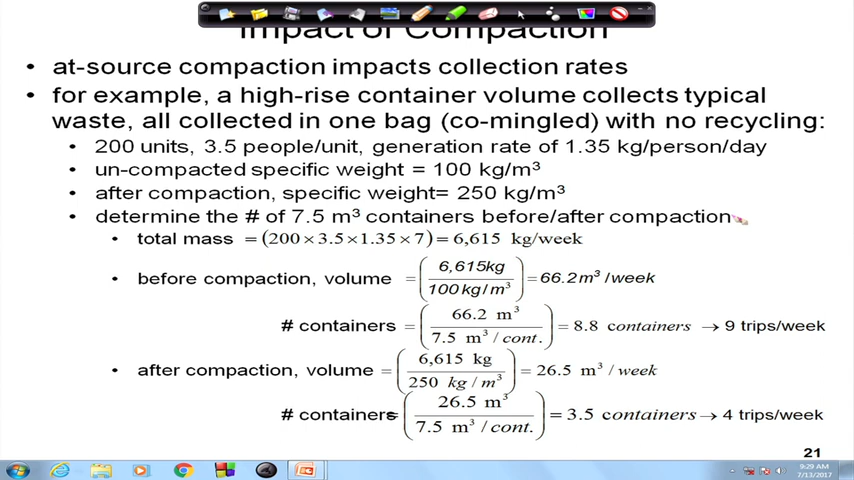 Impact of Compaction
• at-source compaction impacts collection rates
• for example, a high-rise container volume collects typical
waste, all collected in one bag (co-mingled) with no recycling:
• 200 units, 3.5 people/unit, generation rate of 1.35 kg/person/day
• un-compacted specific weight = 100 kg/m³
• after compaction, specific weight= 250 kg/m³
• determine the # of 7.5 m³ containers before/after compaction
• total mass = (200 × 3.5 × 1.35 × 7) = 6,615 kg/week
• before compaction, volume = (6,615kg / 100 kg/m³) = 66.2 m³ /week
# containers = (66.2 m³ / 7.5 m³ / cont.) = 8.8 containers → 9 trips/week
• after compaction, volume = (6,615 kg / 250 kg / m³) = 26.5 m³ / week
# containers = (26.5 m³ / 7.5 m³ / cont.) = 3.5 containers → 4 trips/week
21
9:29 AM
7/13/2017